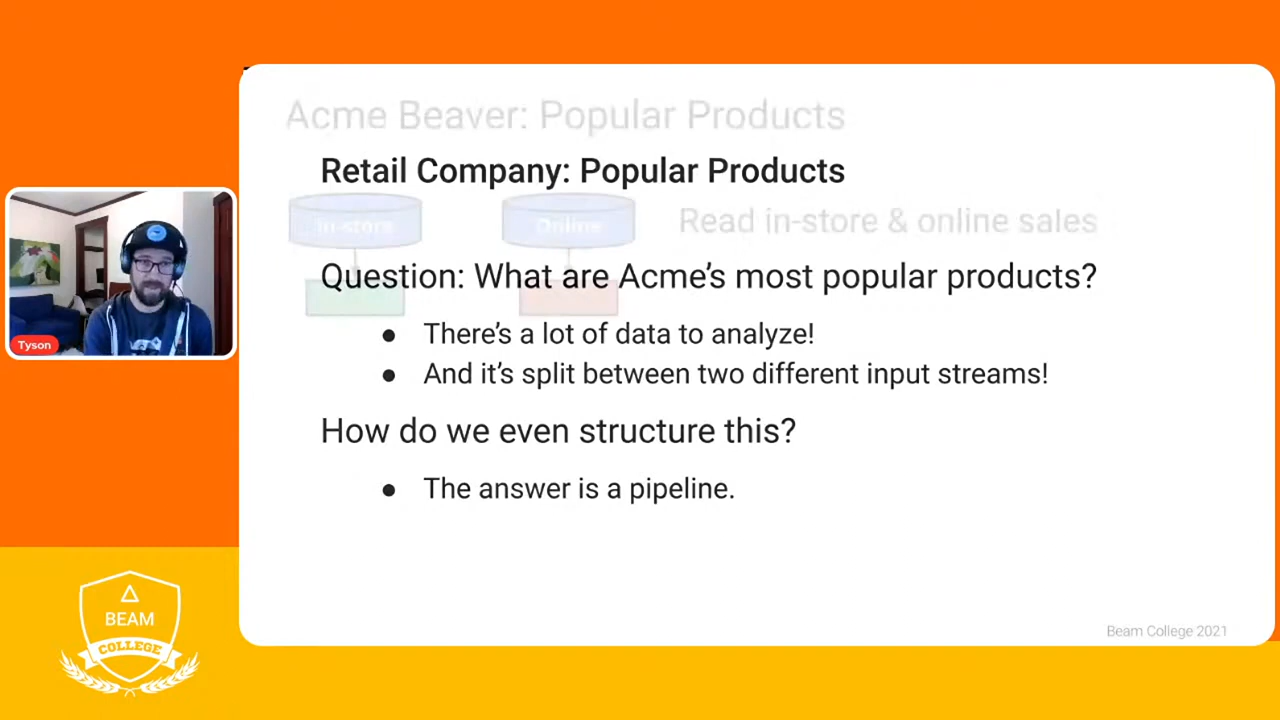 Acme Beaver: Popular Products
Retail Company: Popular Products
In-store
Online
Read in-store & online sales
Question: What are Acme's most popular products?
● There's a lot of data to analyze!
● And it's split between two different input streams!
How do we even structure this?
● The answer is a pipeline.
Tyson
BEAM
COLLEGE
Beam College 2021